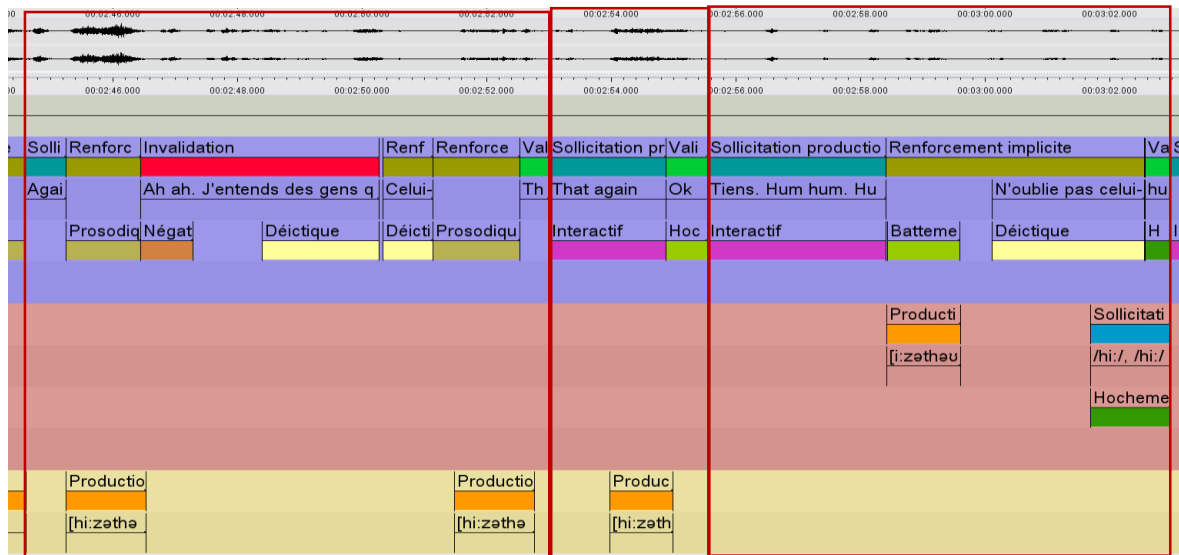 00 00:02:46.000 00:02:48.000 00:02:50.000 00:02:52.000 00:02:54.000 00:02:56.000 00:02:58.000 00:03:00.000 00:03:02.000
00 00:02:46.000 00:02:48.000 00:02:50.000 00:02:52.000 00:02:54.000 00:02:56.000 00:02:58.000 00:03:00.000 00:03:02.000
e Solli Renforc Invalidation Renf Renforce Val Sollicitation pr Vali Sollicitation productio Renforcement implicite Va S
Agai Ah ah. J'entends des gens q Celui- Th That again Ok Tiens. Hum hum. Hu N'oublie pas celui- hu
Prosodiq Négat Déictique Décti Prosodiqu Interactif Hoc Interactif Batteme Déictique H I
Producti Sollicitati
[i:zəthəʊ /hi:/, /hi:/
Hocheme
Productio Productio Produc
[hi:zəthə [hi:zəthə [hi:zəth